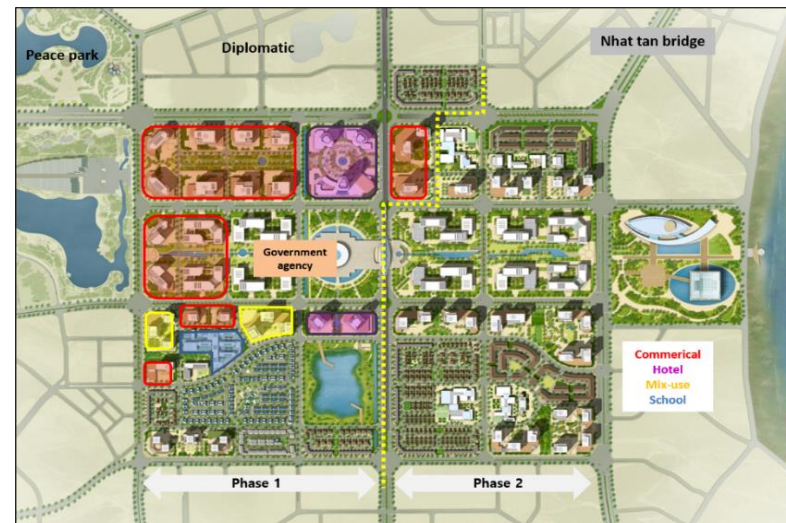 Peace park
Diplomatic
Nhat tan bridge
Government
agency
Commerical
Hotel
Mix-use
School
Phase 1
Phase 2